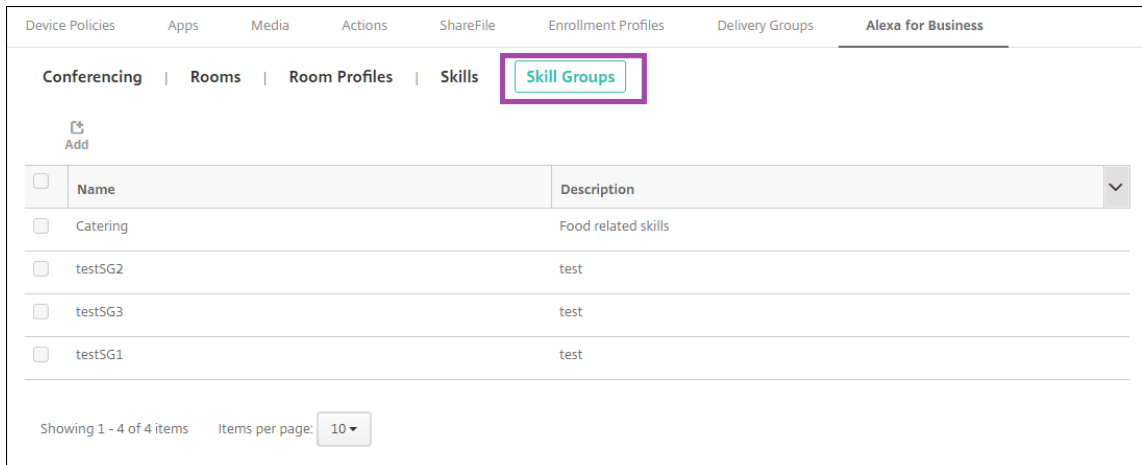 Device Policies Apps Media Actions ShareFile Enrollment Profiles Delivery Groups Alexa for Business
Conferencing | Rooms | Room Profiles | Skills Skill Groups
Add
Name Description
Catering Food related skills
testSG2 test
testSG3 test
testSG1 test
Showing 1 - 4 of 4 items Items per page: 10